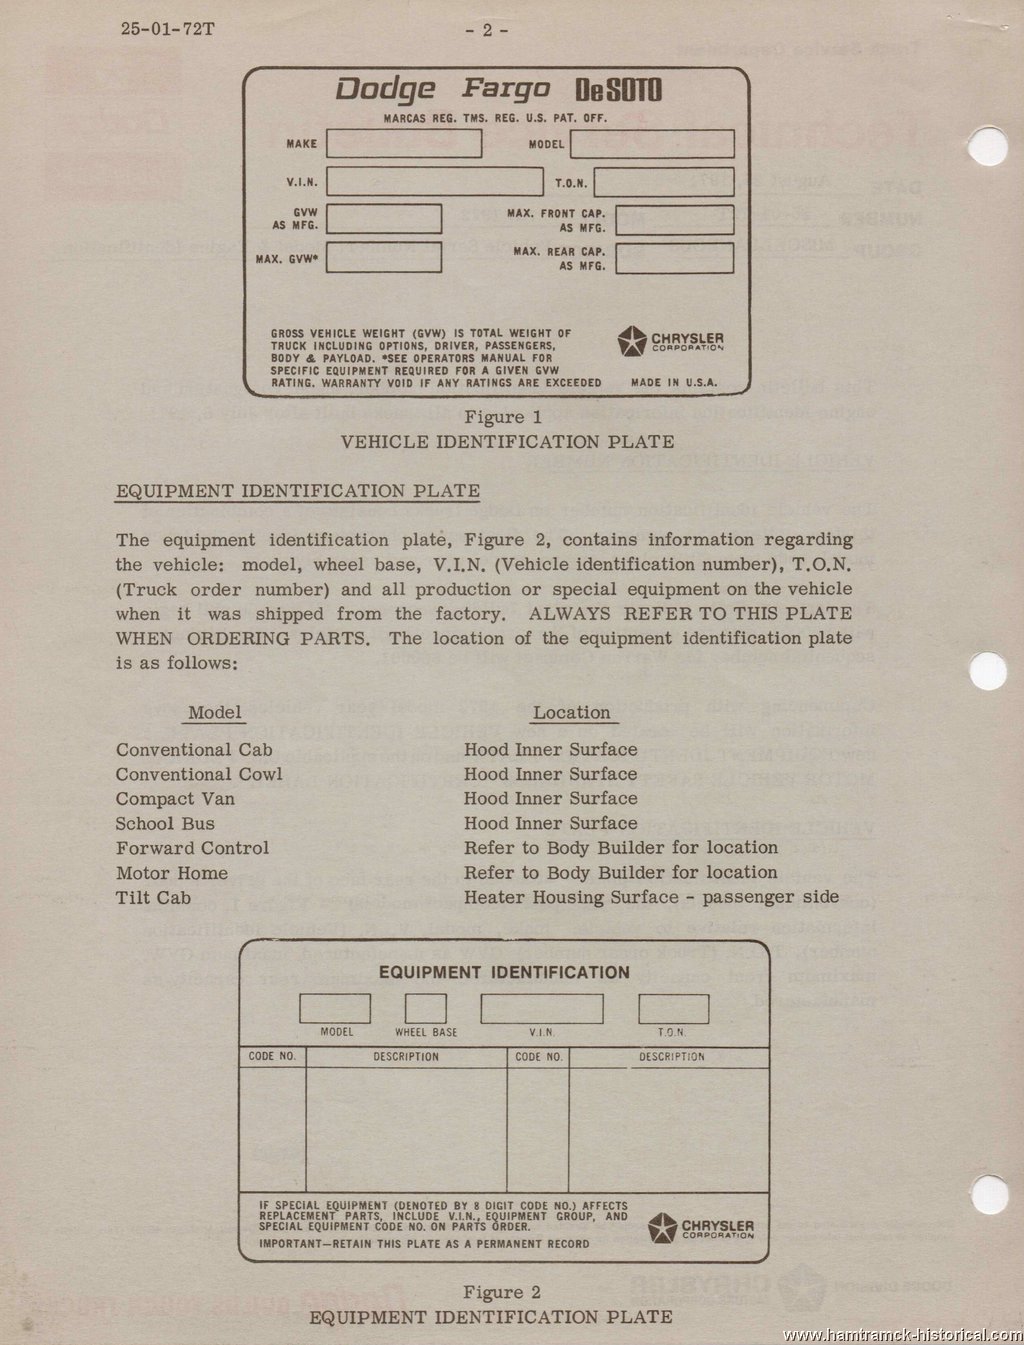 25-01-72T
- 2 -
Dodge Fargo DeSOTO
MARCAS REG. TMS. REG. U.S. PAT. OFF.
MAKE MODEL
V.I.N. T.O.N.
GVW AS MFG. MAX. FRONT CAP. AS MFG.
MAX. GVW* MAX. REAR CAP. AS MFG.
GROSS VEHICLE WEIGHT (GVW) IS TOTAL WEIGHT OF
TRUCK INCLUDING OPTIONS, DRIVER, PASSENGERS,
BODY & PAYLOAD. *SEE OPERATORS MANUAL FOR
SPECIFIC EQUIPMENT REQUIRED FOR A GIVEN GVW
RATING. WARRANTY VOID IF ANY RATINGS ARE EXCEEDED
CHRYSLER
CORPORATION
MADE IN U.S.A.
Figure 1
VEHICLE IDENTIFICATION PLATE
EQUIPMENT IDENTIFICATION PLATE
The equipment identification plate, Figure 2, contains information regarding
the vehicle: model, wheel base, V.I.N. (Vehicle identification number), T.O.N.
(Truck order number) and all production or special equipment on the vehicle
when it was shipped from the factory. ALWAYS REFER TO THIS PLATE
WHEN ORDERING PARTS. The location of the equipment identification plate
is as follows:
Model Location
Conventional Cab Hood Inner Surface
Conventional Cowl Hood Inner Surface
Compact Van Hood Inner Surface
School Bus Hood Inner Surface
Forward Control Refer to Body Builder for location
Motor Home Refer to Body Builder for location
Tilt Cab Heater Housing Surface - passenger side
EQUIPMENT IDENTIFICATION
MODEL WHEEL BASE V.I.N. T.O.N.
CODE NO. DESCRIPTION CODE NO. DESCRIPTION
IF SPECIAL EQUIPMENT (DENOTED BY 8 DIGIT CODE NO.) AFFECTS
REPLACEMENT PARTS, INCLUDE V.I.N., EQUIPMENT GROUP, AND
SPECIAL EQUIPMENT CODE NO. ON PARTS ORDER.
IMPORTANT—RETAIN THIS PLATE AS A PERMANENT RECORD
CHRYSLER
CORPORATION
Figure 2
EQUIPMENT IDENTIFICATION PLATE
www.hamtramck-historical.com